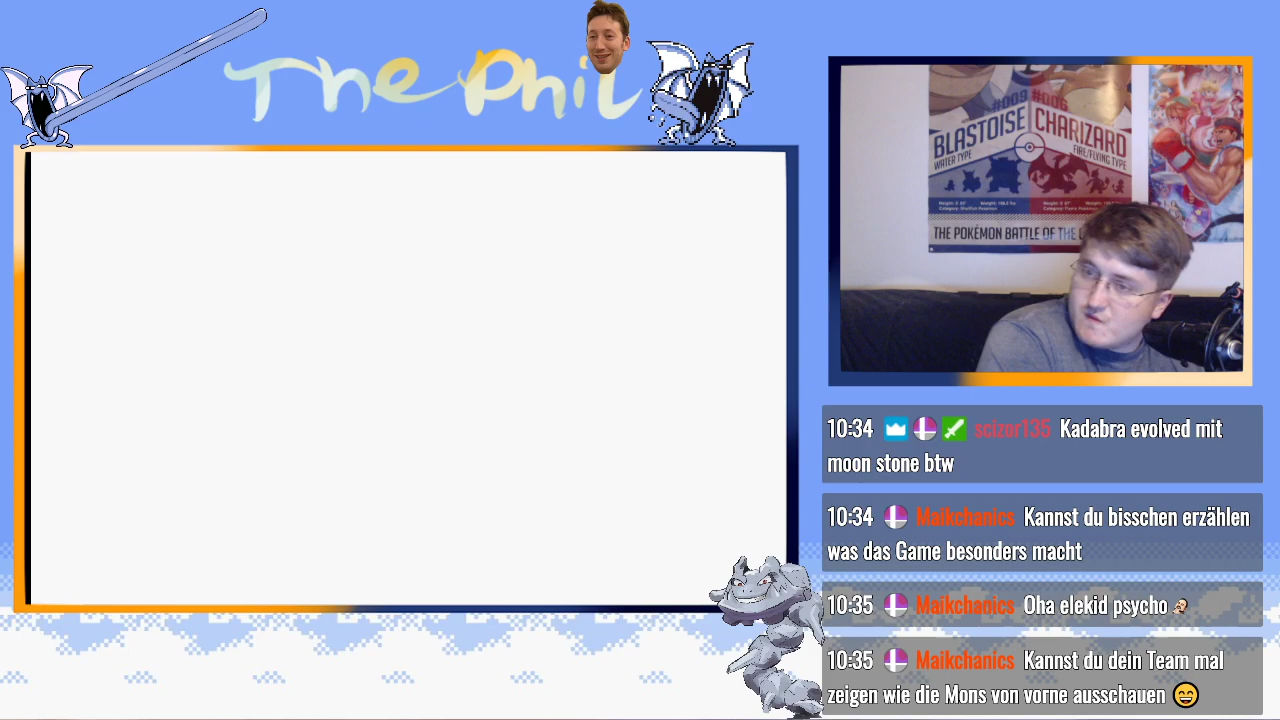 The Phil
#009 #006
BLASTOISE CHARIZARD
WATER TYPE FIRE/FLYING TYPE
THE POKÉMON BATTLE OF THE
10:34 scizor135 Kadabra evolved mit
moon stone btw
10:34 Maikchanics Kannst du bisschen erzählen
was das Game besonders macht
10:35 Maikchanics Oha elekid psycho
10:35 Maikchanics Kannst du dein Team mal
zeigen wie die Mons von vorne ausschauen 😄